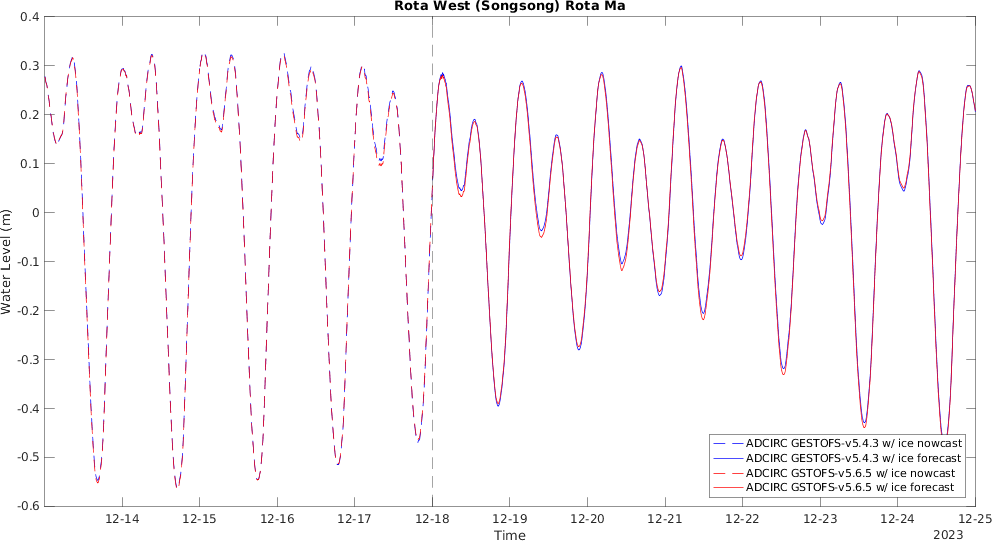 Rota West (Songsong) Rota Ma
0.4
0.3
0.2
0.1
0
-0.1
-0.2
-0.3
-0.4
-0.5
-0.6
Water Level (m)
ADCIRC GESTOFS-v5.4.3 w/ ice nowcast
ADCIRC GESTOFS-v5.4.3 w/ ice forecast
ADCIRC GSTOFS-v5.6.5 w/ ice nowcast
ADCIRC GSTOFS-v5.6.5 w/ ice forecast
12-14 12-15 12-16 12-17 12-18 12-19 12-20 12-21 12-22 12-23 12-24 12-25
Time
2023